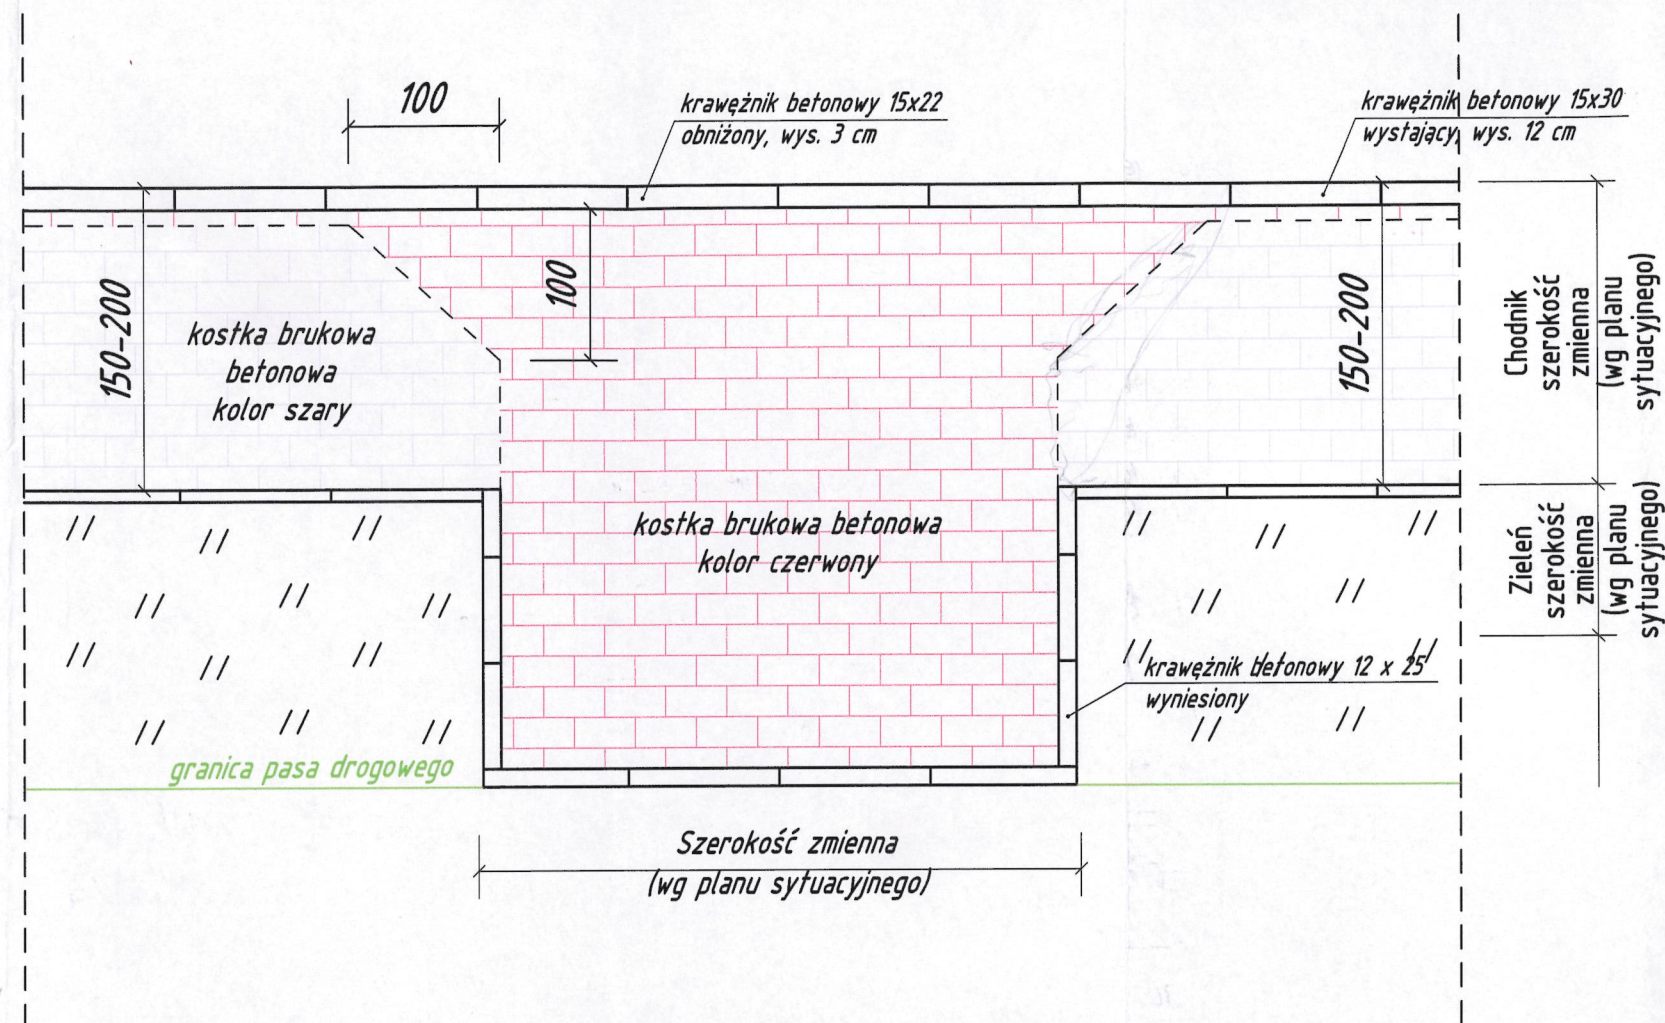 100
krawężnik betonowy 15x22
obniżony, wys. 3 cm
krawężnik betonowy 15x30
wystający, wys. 12 cm
150-200
kostka brukowa
betonowa
kolor szary
100
150-200
Chodnik
szerokość
zmienna
(wg planu
sytuacyjnego)
kostka brukowa betonowa
kolor czerwony
Zieleń
szerokość
zmienna
(wg planu
sytuacyjnego)
krawężnik betonowy 12 x 25
wyniesiony
granica pasa drogowego
Szerokość zmienna
(wg planu sytuacyjnego)